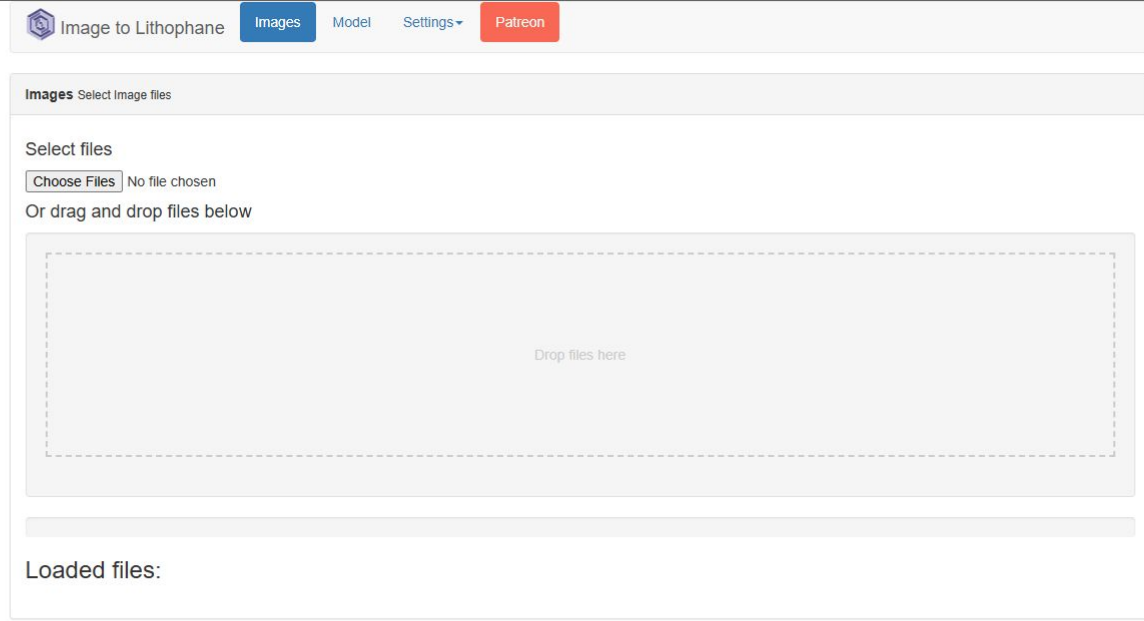 Image to Lithophane Images Model Settings Patreon
Images Select Image files
Select files
Choose Files No file chosen
Or drag and drop files below
Drop files here
Loaded files: